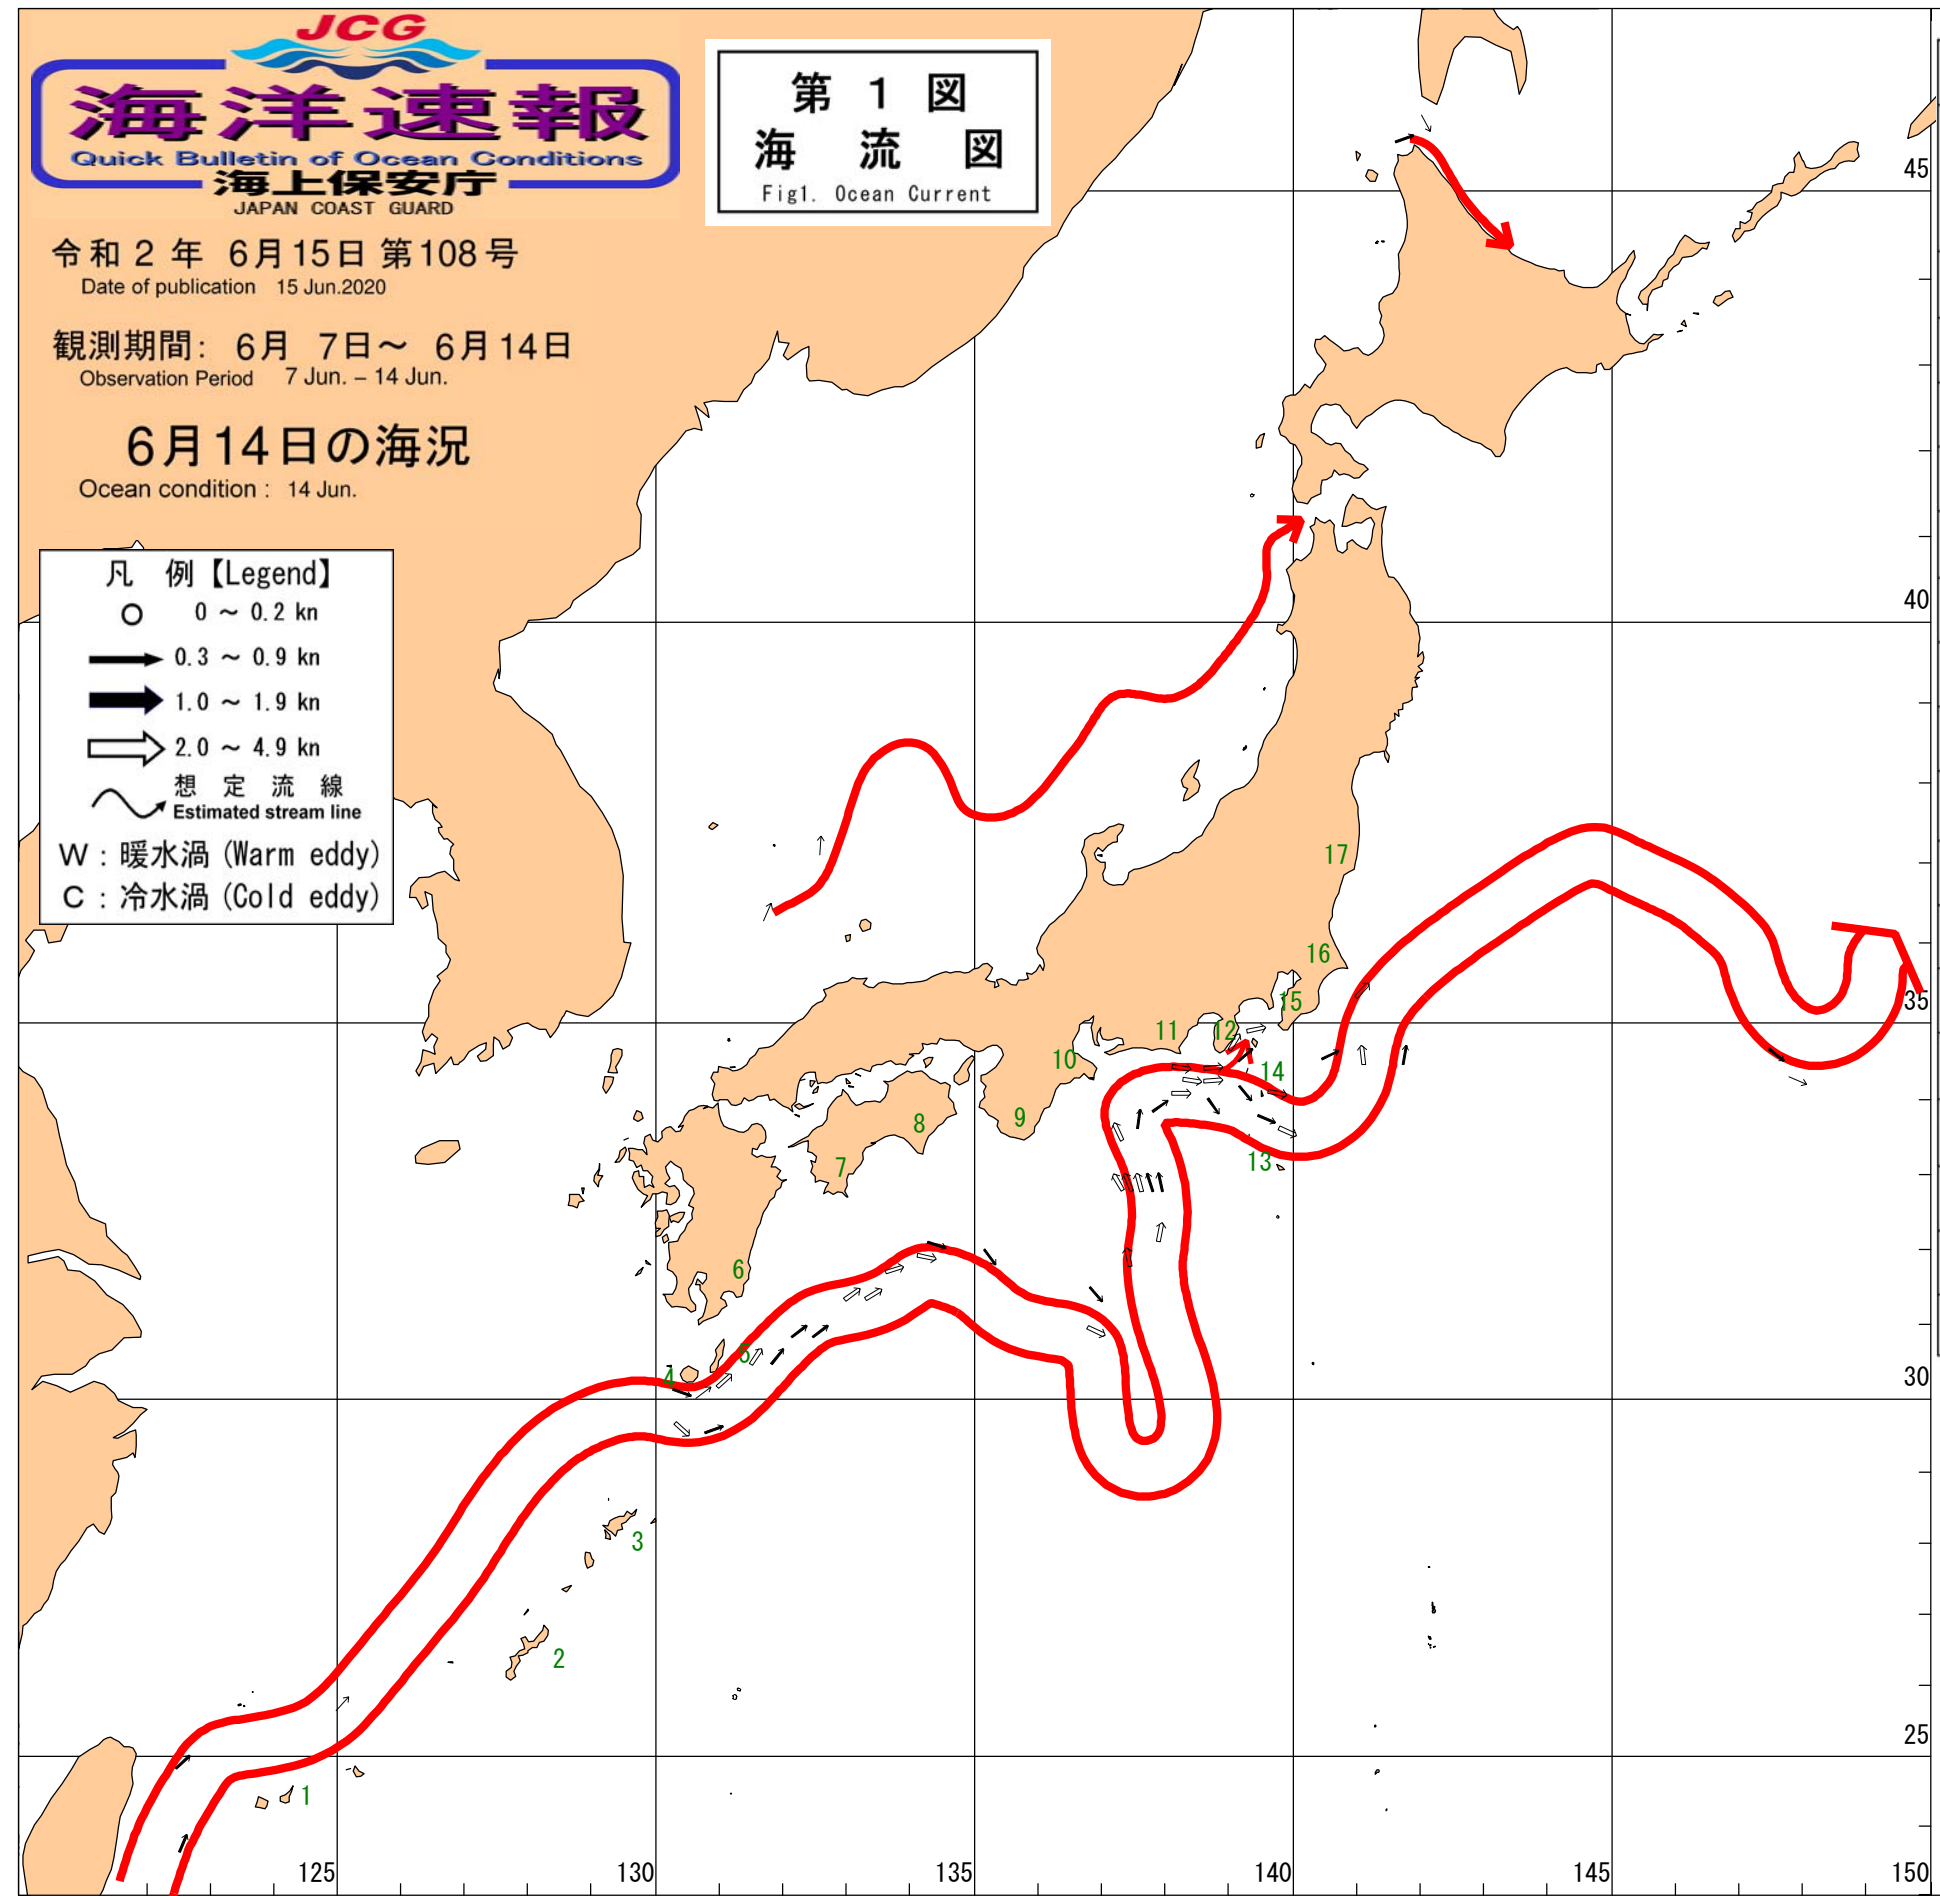 JCG
海洋速報
Quick Bulletin of Ocean Conditions
海上保安庁
JAPAN COAST GUARD
第 1 図
海 流 図
Fig1. Ocean Current
令和 2 年 6月15日 第108号
Date of publication 15 Jun.2020
観測期間: 6月 7日～ 6月14日
Observation Period 7 Jun. – 14 Jun.
6月14日の海況
Ocean condition : 14 Jun.
凡 例【Legend】
0 ～ 0.2 kn
0.3 ～ 0.9 kn
1.0 ～ 1.9 kn
2.0 ～ 4.9 kn
想 定 流 線
Estimated stream line
W : 暖水渦 (Warm eddy)
C : 冷水渦 (Cold eddy)
45
40
35
30
25
17
16
15
12
11
10
14
9
8
7
13
6
5
4
3
2
1
125
130
135
140
145
150